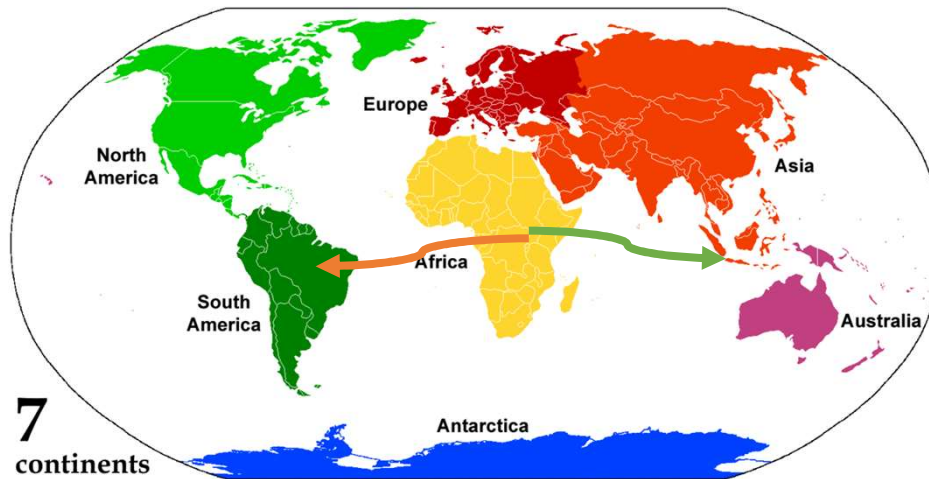 Europe
North
America
Asia
Africa
South
America
Australia
7
continents
Antarctica